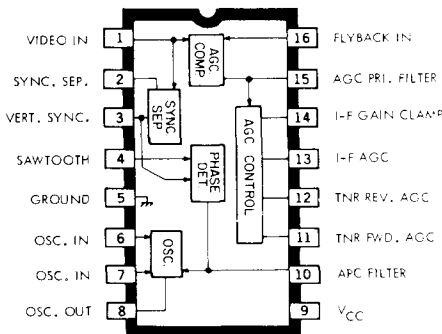 VIDEO IN 1 AGC COMP 16 FLYBACK IN
SYNC. SEP. 2 15 AGC PRI. FILTER
VERT. SYNC. 3 SYNC SEP 14 I-F GAIN CLAMP
SAWTOOTH 4 PHASE DET AGC CONTROL 13 I-F AGC
GROUND 5 12 TNR REV. AGC
OSC. IN 6 OSC. 11 TNR FWD. AGC
OSC. IN 7 10 APC FILTER
OSC. OUT 8 9 VCC